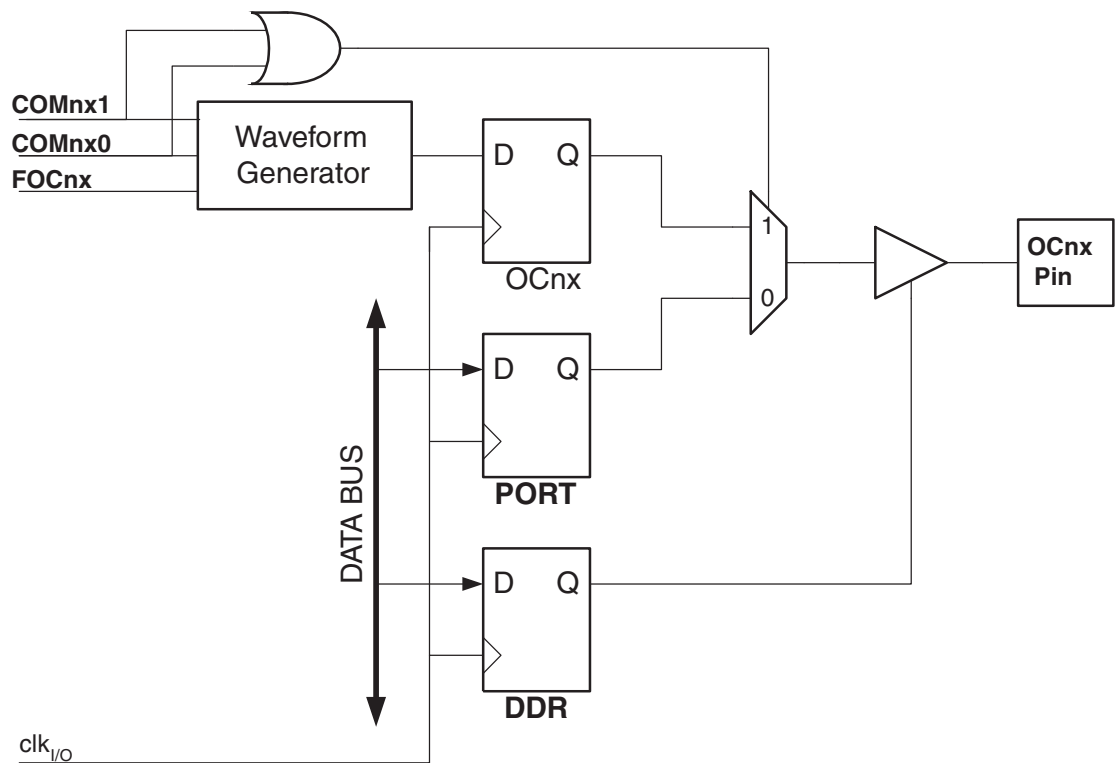 COMnx1
COMnx0
FOCnx
Waveform
Generator
D Q
OCnx
1
0
OCnx
Pin
D Q
PORT
DATA BUS
D Q
DDR
clkI/O